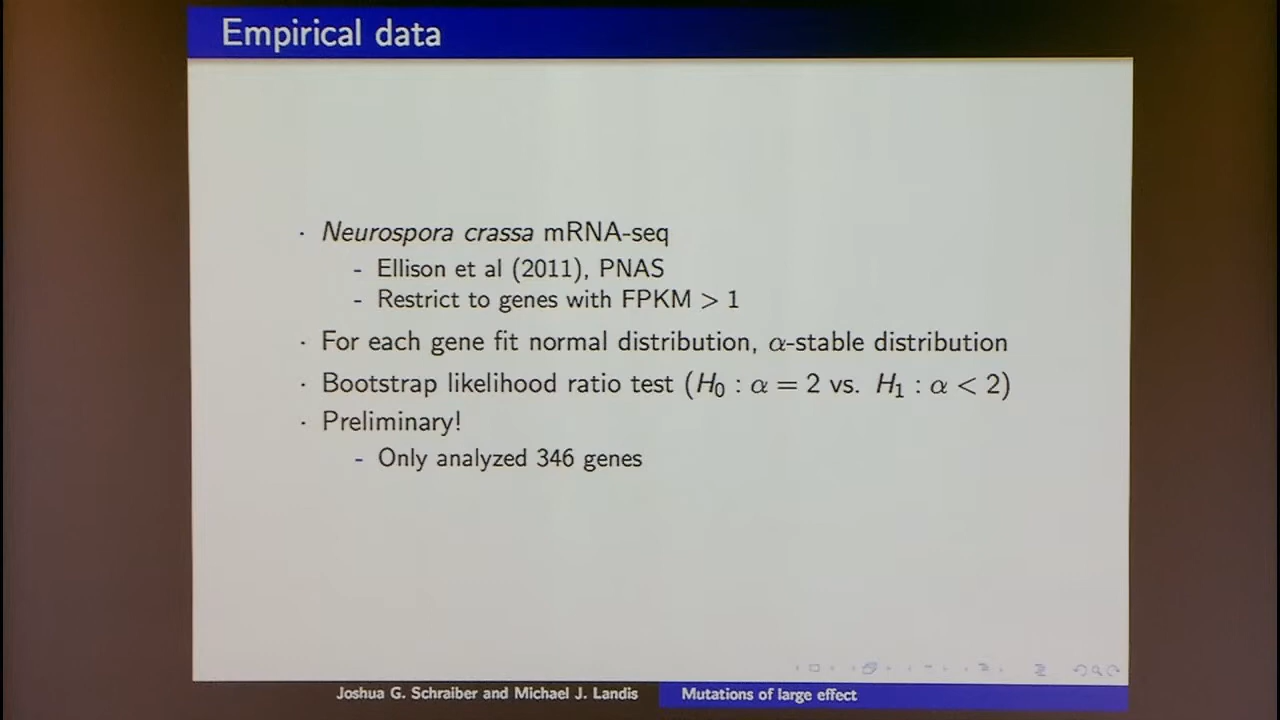 Empirical data
· Neurospora crassa mRNA-seq
- Ellison et al (2011), PNAS
- Restrict to genes with FPKM > 1
· For each gene fit normal distribution, α-stable distribution
· Bootstrap likelihood ratio test (H₀ : α = 2 vs. H₁ : α < 2)
· Preliminary!
- Only analyzed 346 genes
Joshua G. Schraiber and Michael J. Landis
Mutations of large effect